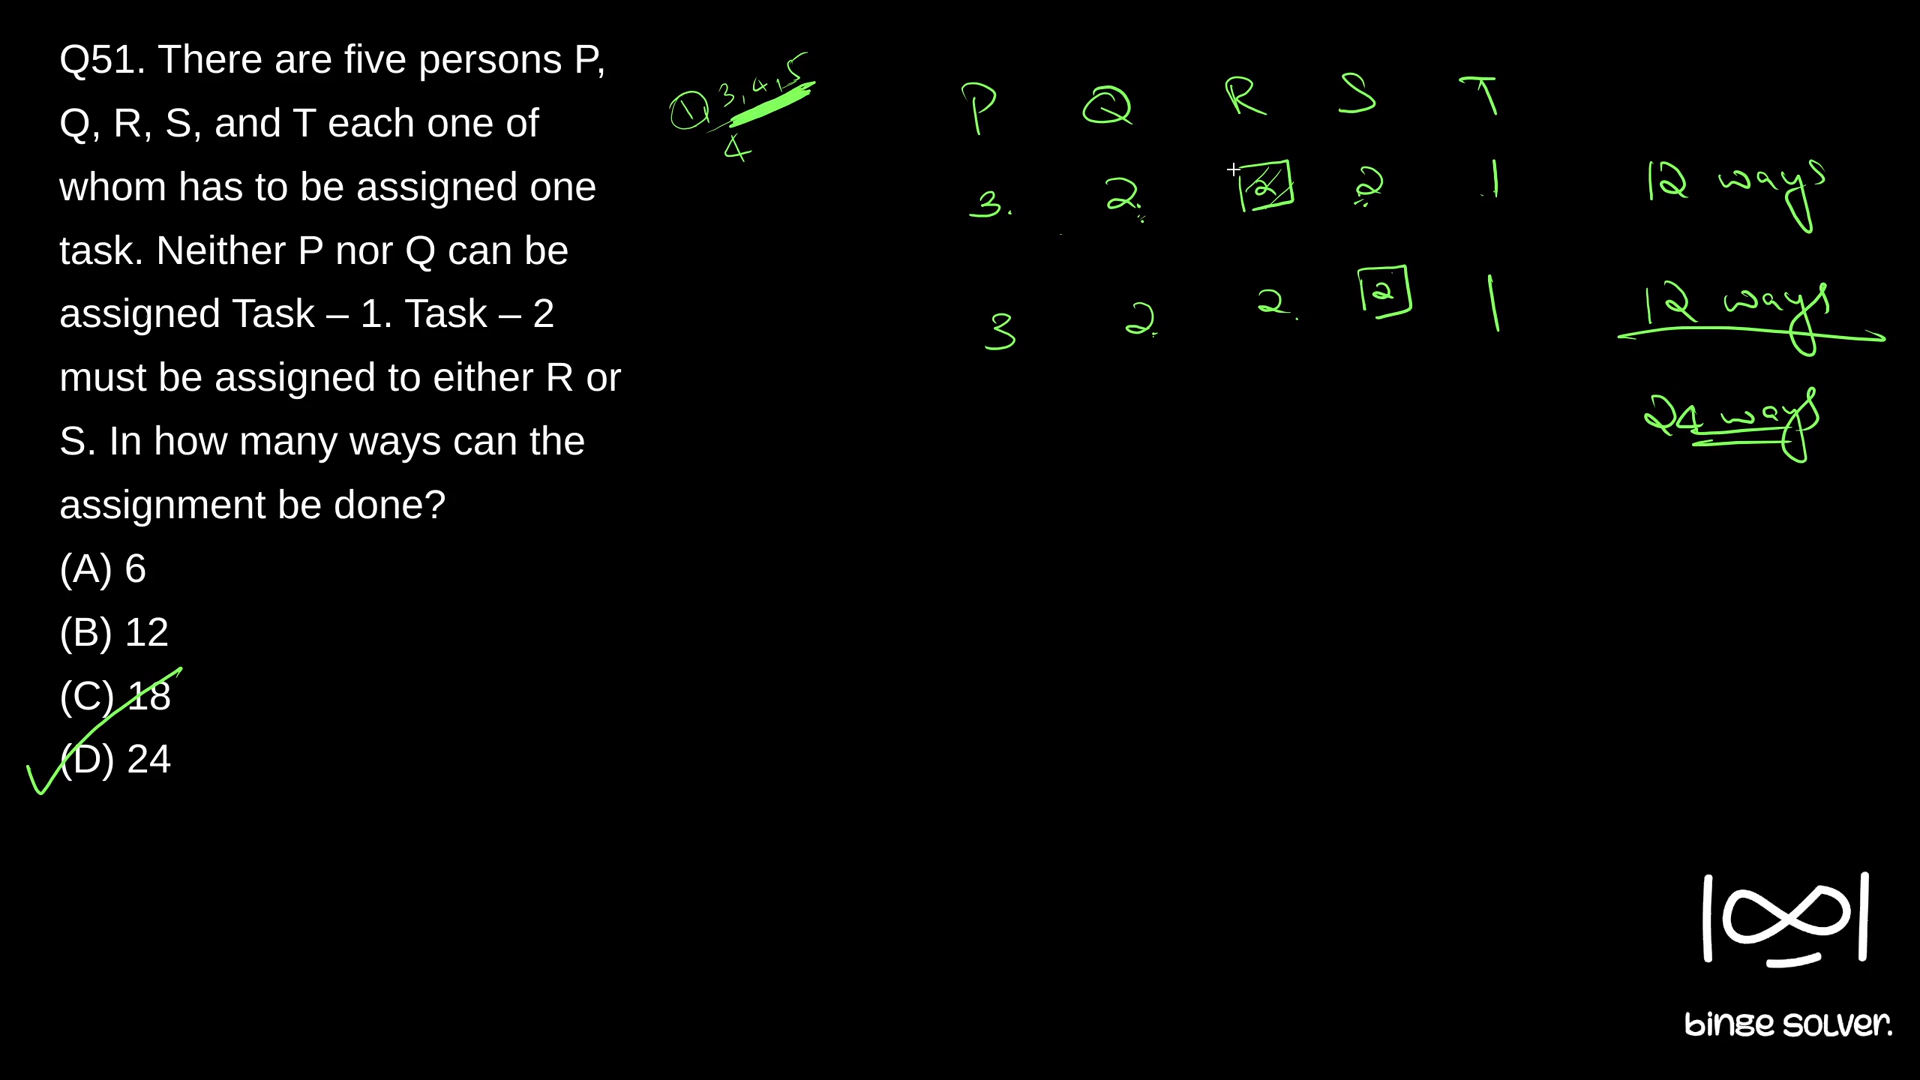 Q51. There are five persons P,
Q, R, S, and T each one of
whom has to be assigned one
task. Neither P nor Q can be
assigned Task – 1. Task – 2
must be assigned to either R or
S. In how many ways can the
assignment be done?
(A) 6
(B) 12
(C) 18
(D) 24
1, 3, 4, 5
4
P Q R S T
3. 2. 2 2 1 12 ways
3 2. 2. 2 1 12 ways
24 ways
binge SOLVER.